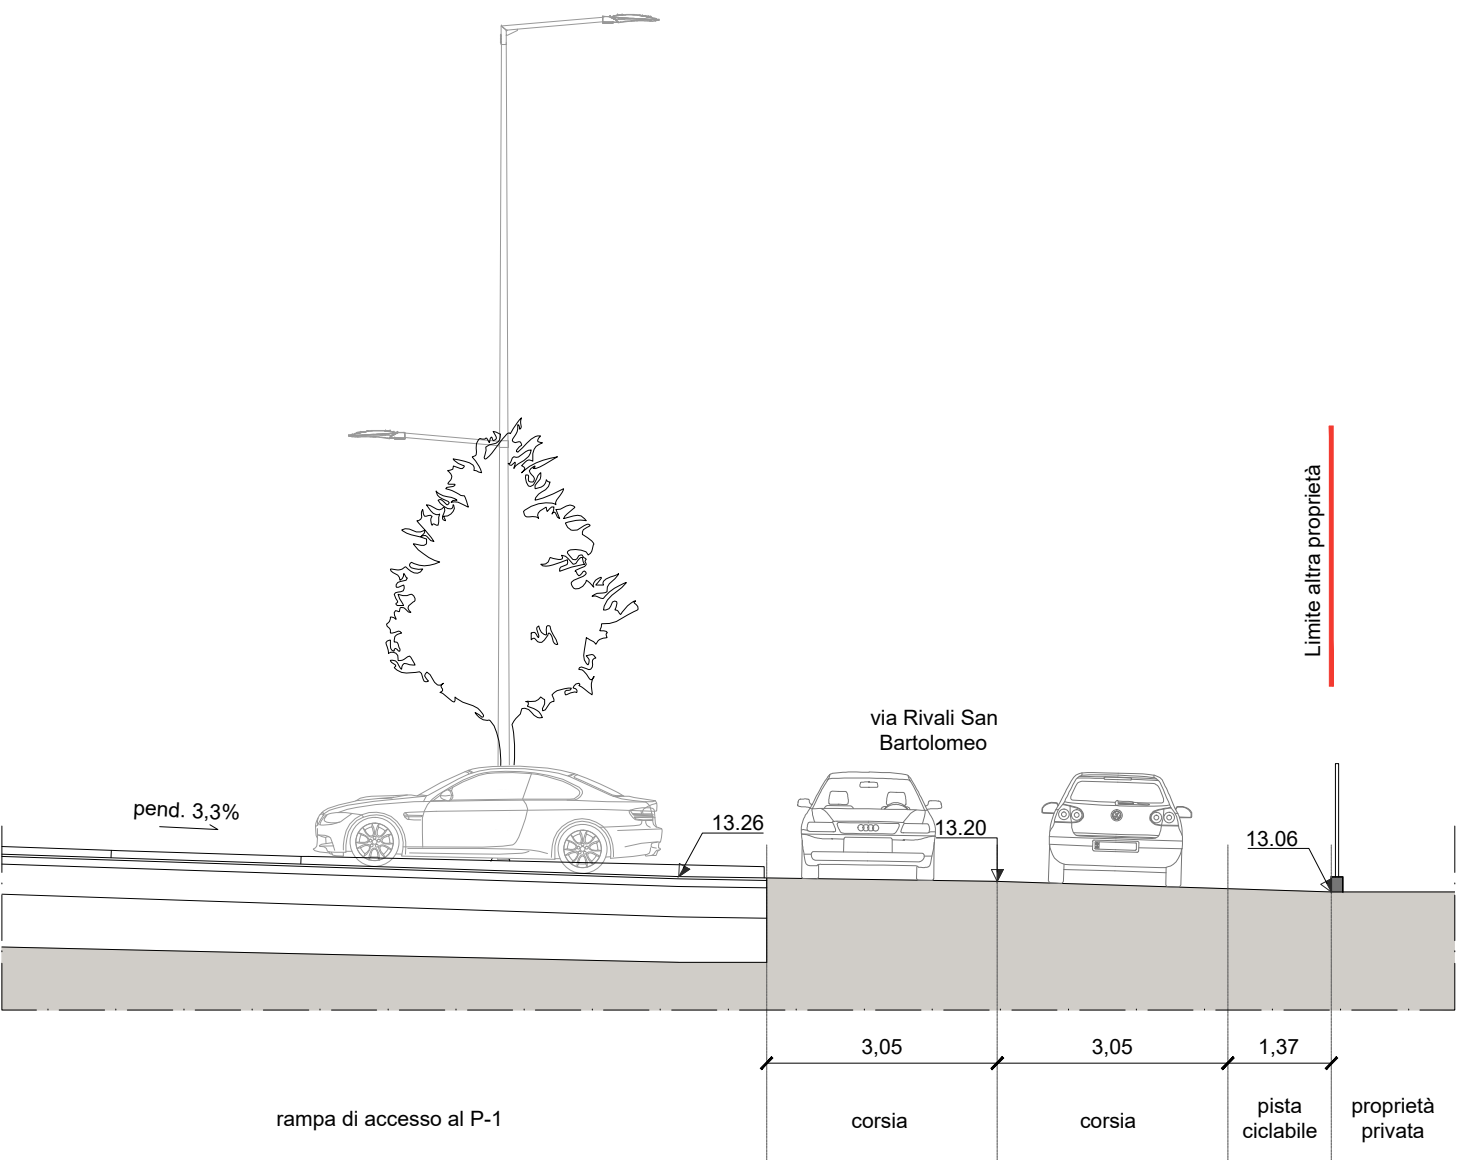 Limite altra proprietà
via Rivali San
Bartolomeo
pend. 3,3%
13.26
13.20
13.06
3,05
3,05
1,37
rampa di accesso al P-1
corsia
corsia
pista
ciclabile
proprietà
privata